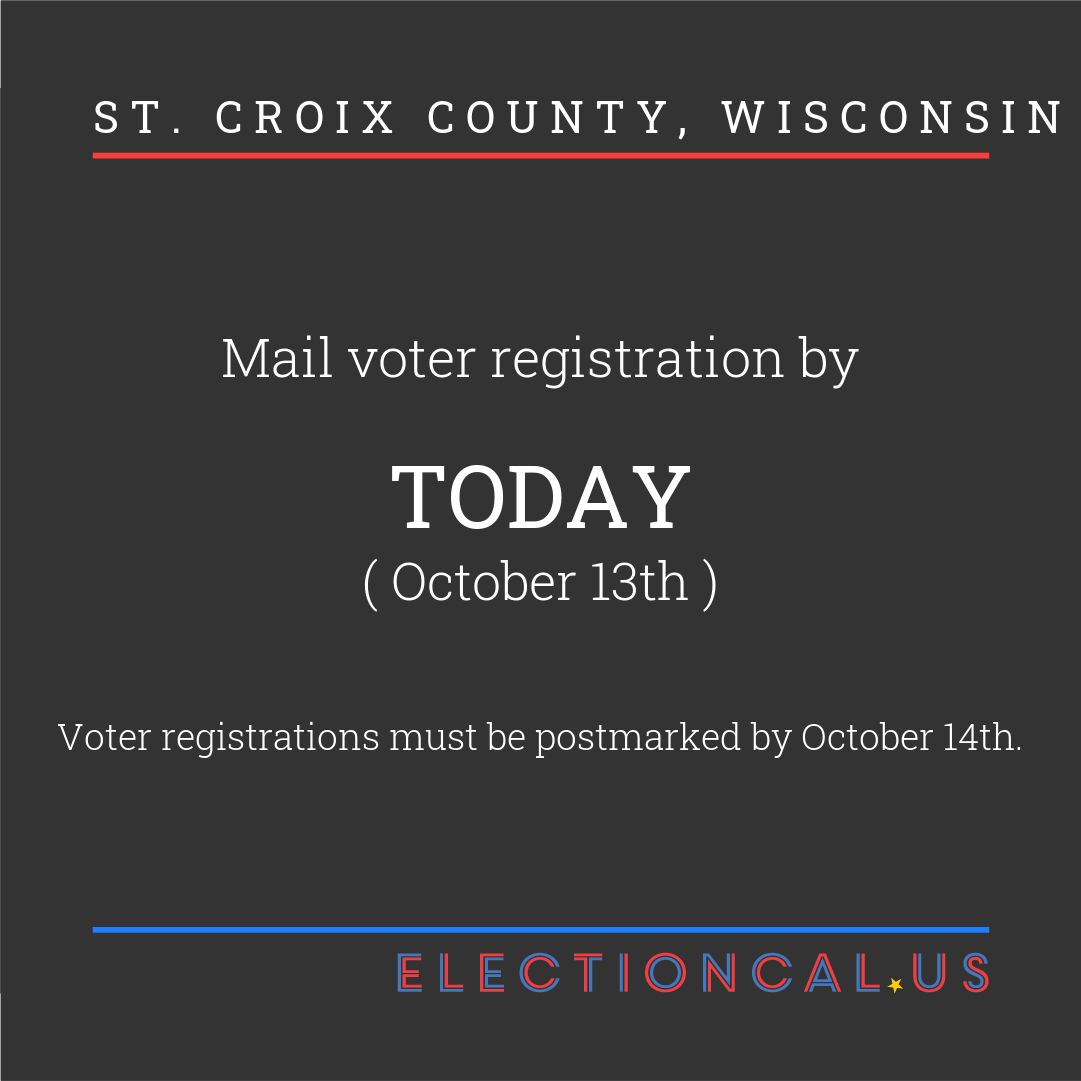 ST. CROIX COUNTY, WISCONSIN
Mail voter registration by
TODAY
( October 13th )
Voter registrations must be postmarked by October 14th.
ELECTIONCAL.US